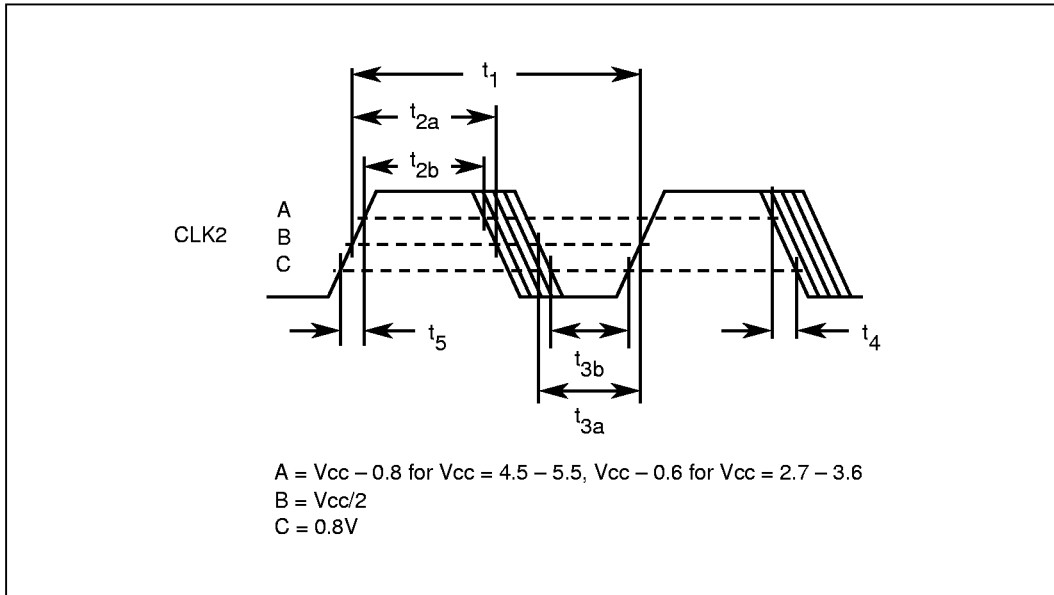 t1
t2a
t2b
A
CLK2 B
C
t5
t4
t3b
t3a
A = Vcc – 0.8 for Vcc = 4.5 – 5.5, Vcc – 0.6 for Vcc = 2.7 – 3.6
B = Vcc/2
C = 0.8V